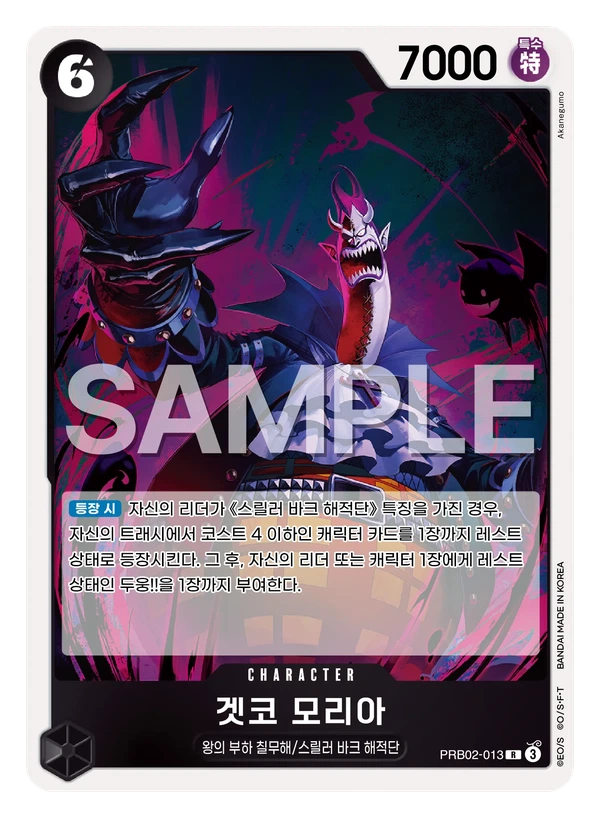 6
7000
특수
特
Akanegumo
SAMPLE
등장 시 자신의 리더가 《스릴러 바크 해적단》 특징을 가진 경우,
자신의 트래시에서 코스트 4 이하인 캐릭터 카드를 1장까지 레스트
상태로 등장시킨다. 그 후, 자신의 리더 또는 캐릭터 1장에게 레스트
상태인 두웅!!을 1장까지 부여한다.
CHARACTER
겟코 모리아
왕의 부하 칠무해/스릴러 바크 해적단
PRB02-013 R 3
©EO/S ©O/S·F·T BANDAI MADE IN KOREA